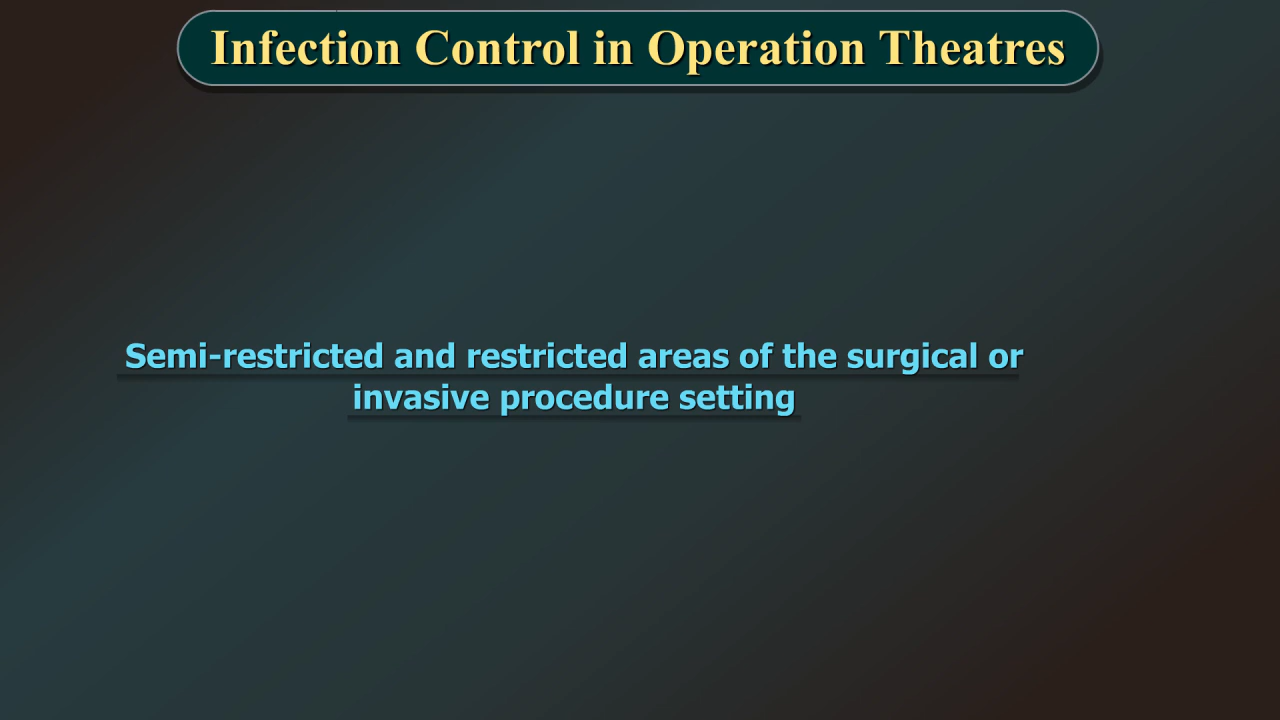 Infection Control in Operation Theatres
Semi-restricted and restricted areas of the surgical or
invasive procedure setting